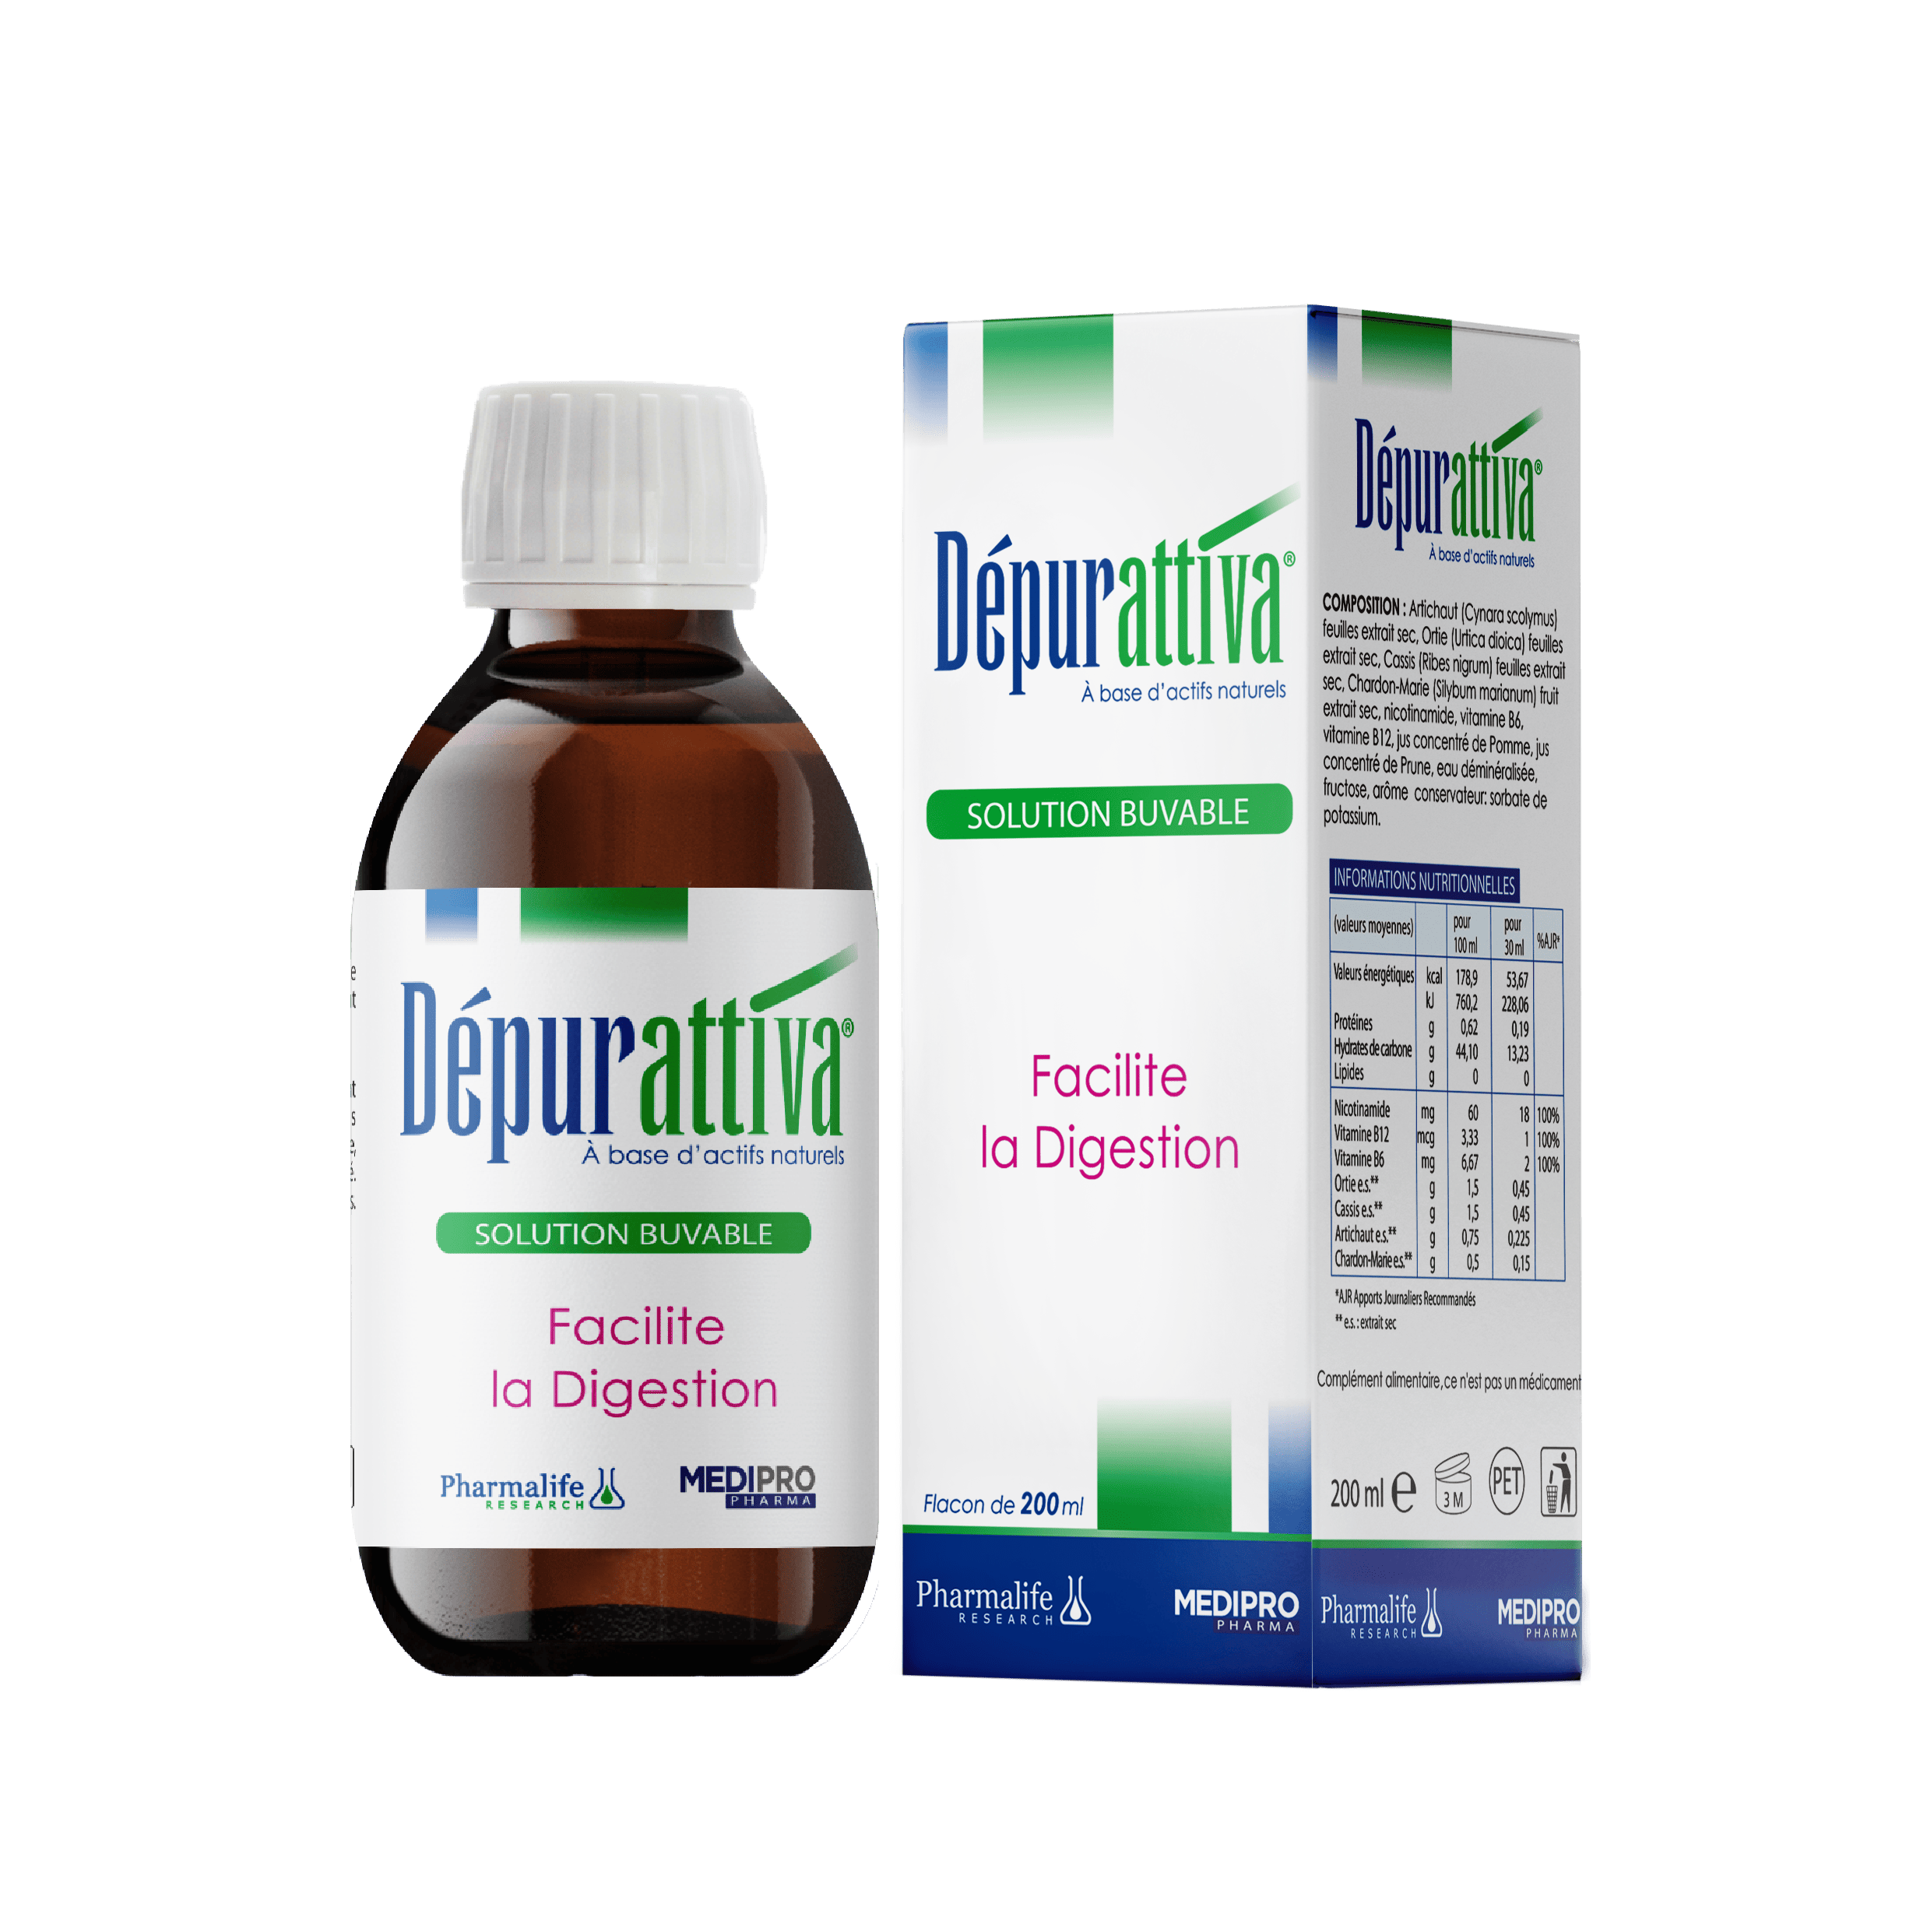 Dépurattiva®
À base d'actifs naturels
SOLUTION BUVABLE
Facilite
la Digestion
Pharmalife
RESEARCH
MEDIPRO
PHARMA
Dépurattiva®
À base d'actifs naturels
SOLUTION BUVABLE
Facilite
la Digestion
Flacon de 200 ml
Pharmalife
RESEARCH
MEDIPRO
PHARMA
Dépurattiva®
À base d'actifs naturels
COMPOSITION : Artichaut (Cynara scolymus)
feuilles extrait sec, Ortie (Urtica dioica) feuilles
extrait sec, Cassis (Ribes nigrum) feuilles extrait
sec, Chardon-Marie (Silybum marianum) fruit
extrait sec, nicotinamide, vitamine B6,
vitamine B12, jus concentré de Pomme, jus
concentré de Prune, eau déminéralisée,
fructose, arôme conservateur: sorbate de
potassium.
INFORMATIONS NUTRITIONNELLES
(valeurs moyennes) pour 100 ml pour 30 ml %AJR*
Valeurs énergétiques kcal 178,9 53,67
kJ 760,2 228,06
Protéines g 0,62 0,19
Hydrates de carbone g 44,10 13,23
Lipides g 0 0
Nicotinamide mg 60 18 100%
Vitamine B12 mcg 3,33 1 100%
Vitamine B6 mg 6,67 2 100%
Ortie e.s.** g 1,5 0,45
Cassis e.s.** g 1,5 0,45
Artichaut e.s.** g 0,75 0,225
Chardon-Marie e.s.** g 0,5 0,15
*AJR Apports Journaliers Recommandés
** e.s. : extrait sec
Complément alimentaire, ce n'est pas un médicament
200 ml ℮ 3 M PET
Pharmalife
RESEARCH
MEDIPRO
PHARMA